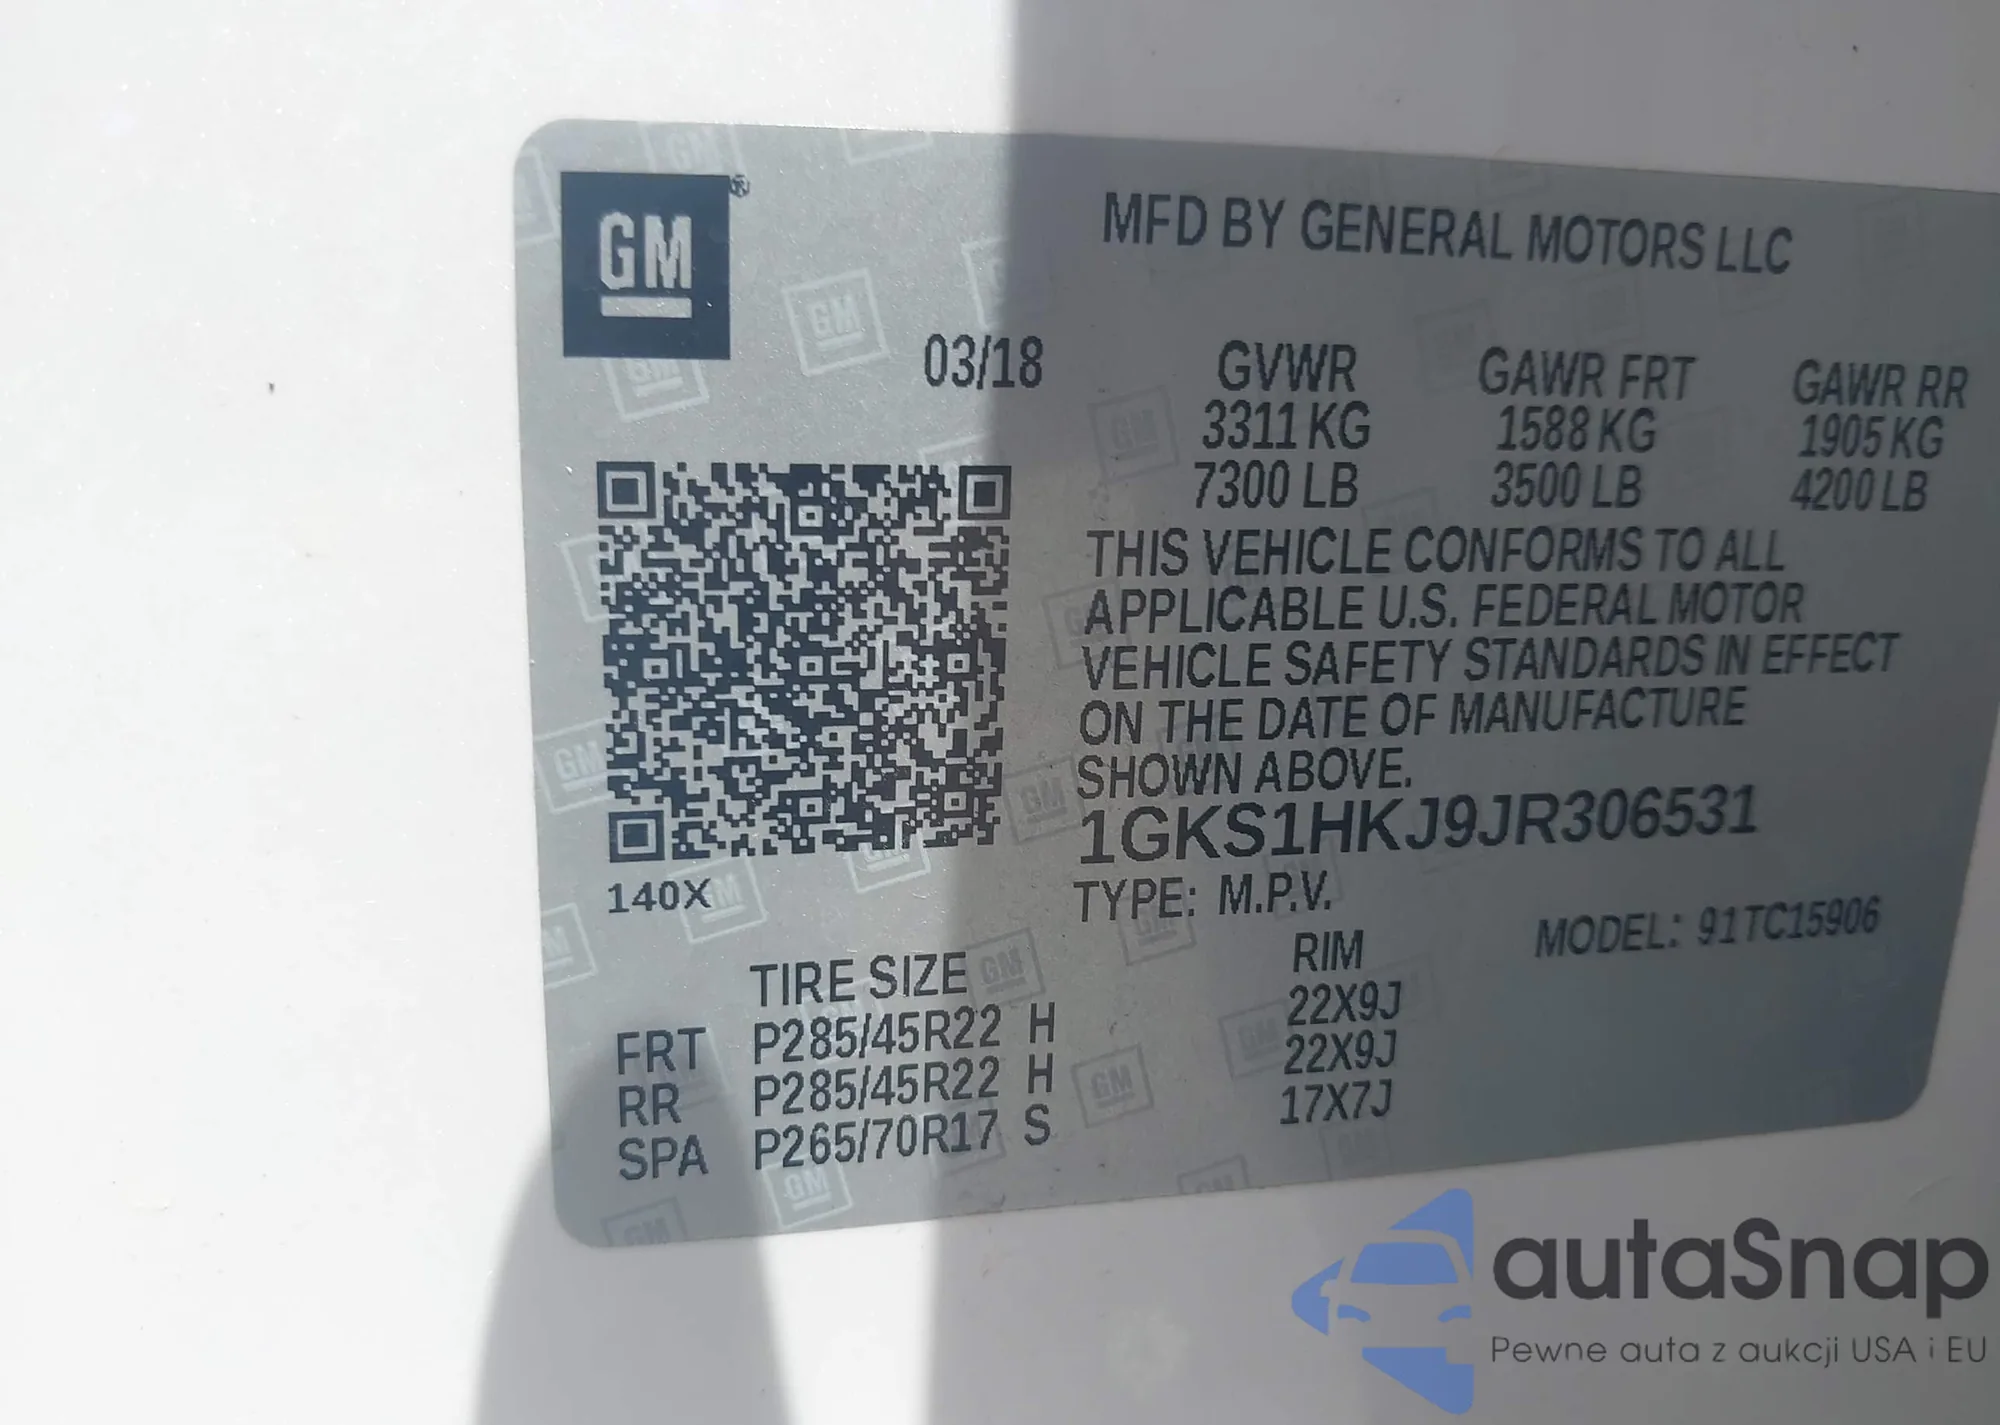 GM®
MFD BY GENERAL MOTORS LLC
03/18
GVWR GAWR FRT GAWR RR
3311 KG 1588 KG 1905 KG
7300 LB 3500 LB 4200 LB
THIS VEHICLE CONFORMS TO ALL
APPLICABLE U.S. FEDERAL MOTOR
VEHICLE SAFETY STANDARDS IN EFFECT
ON THE DATE OF MANUFACTURE
SHOWN ABOVE.
1GKS1HKJ9JR306531
140X
TYPE: M.P.V. MODEL: 91TC15906
TIRE SIZE RIM
FRT P285/45R22 H 22X9J
RR P285/45R22 H 22X9J
SPA P265/70R17 S 17X7J
autaSnap
Pewne auta z aukcji USA i EU